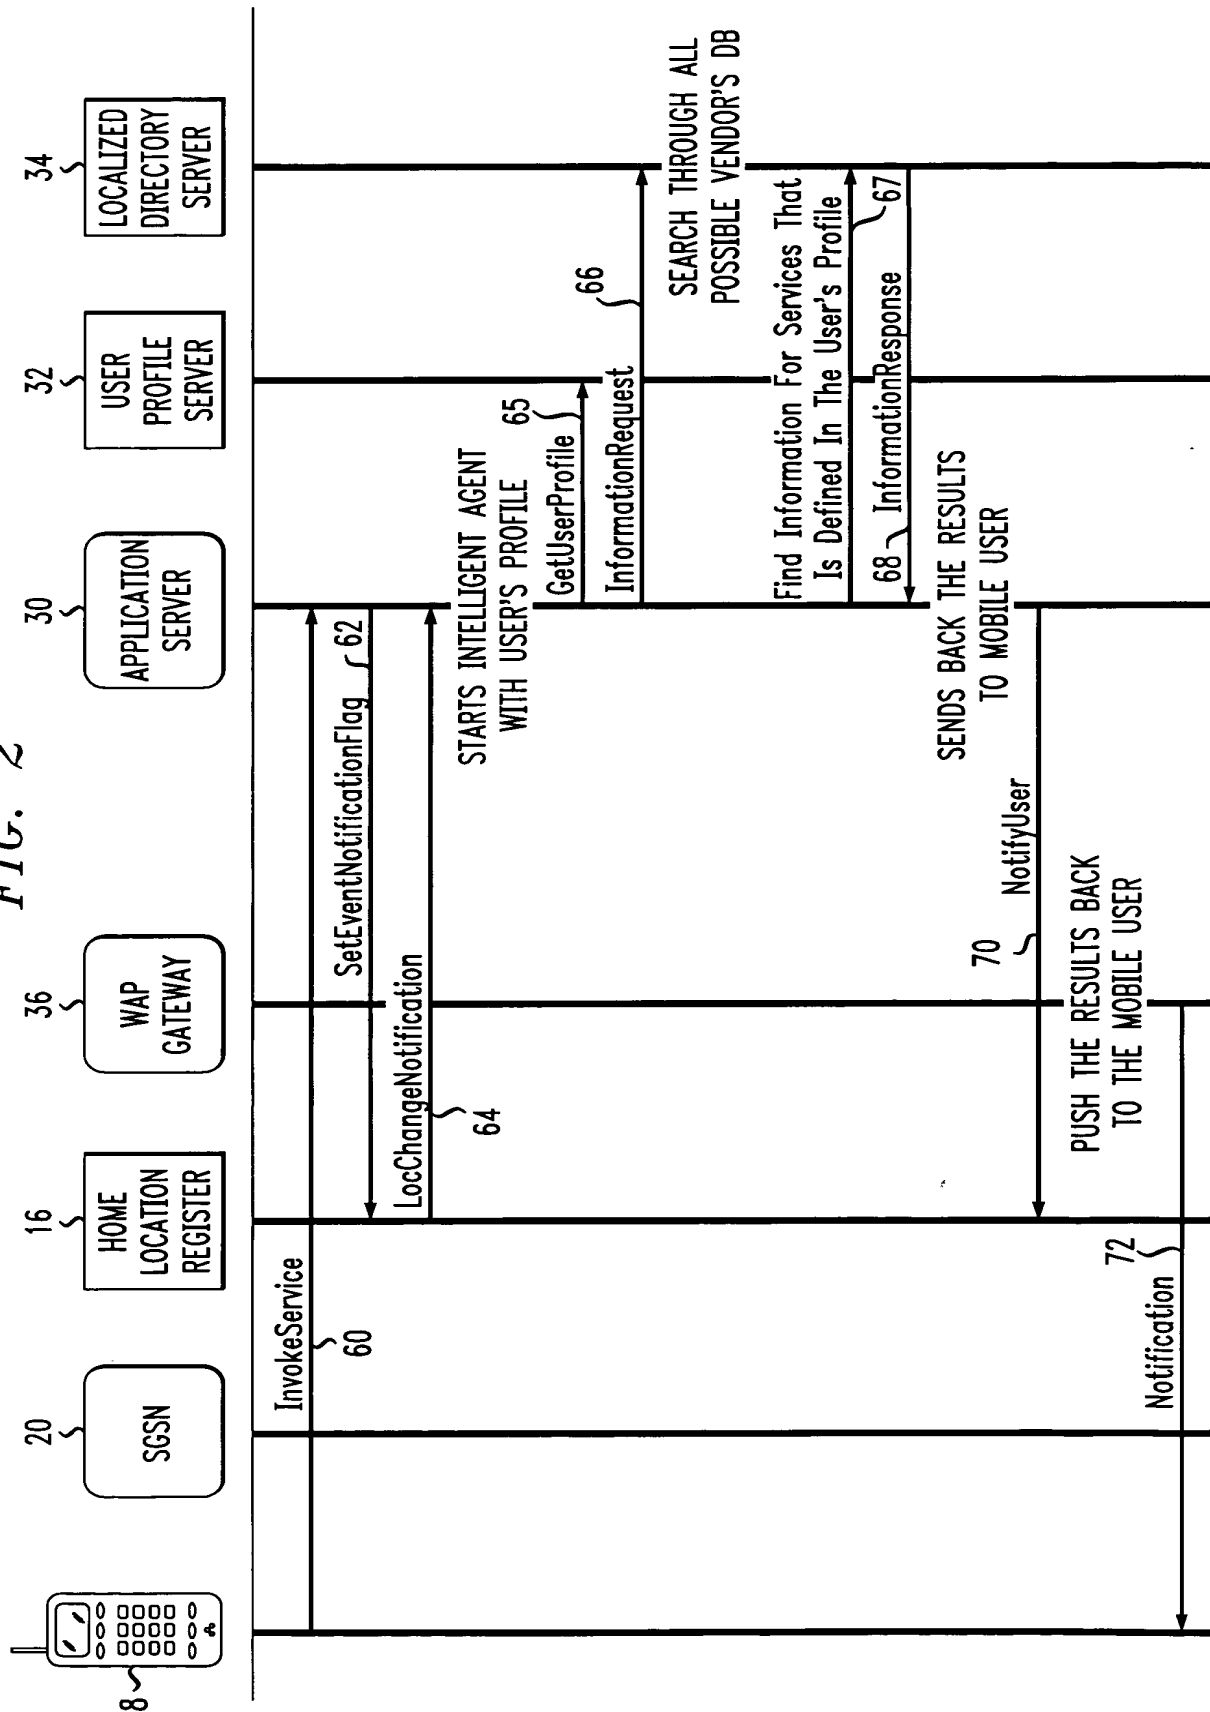 FIG. 2
8
20
16
36
30
32
34
SGSN
HOME
LOCATION
REGISTER
WAP
GATEWAY
APPLICATION
SERVER
USER
PROFILE
SERVER
LOCALIZED
DIRECTORY
SERVER
InvokeService
60
SetEventNotificationFlag
62
LocChangeNotification
64
STARTS INTELLIGENT AGENT
WITH USER'S PROFILE
GetUserProfile
65
InformationRequest
66
SEARCH THROUGH ALL
POSSIBLE VENDOR'S DB
Find Information For Services That
Is Defined In The User's Profile
67
68
InformationResponse
SENDS BACK THE RESULTS
TO MOBILE USER
70
NotifyUser
PUSH THE RESULTS BACK
TO THE MOBILE USER
72
Notification